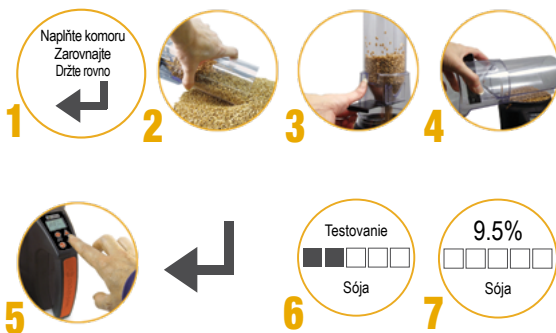 Naplňte komoru
Zarovnajte
Držte rovno
1
2
3
4
5
Testovanie
Sója
6
9.5%
Sója
7